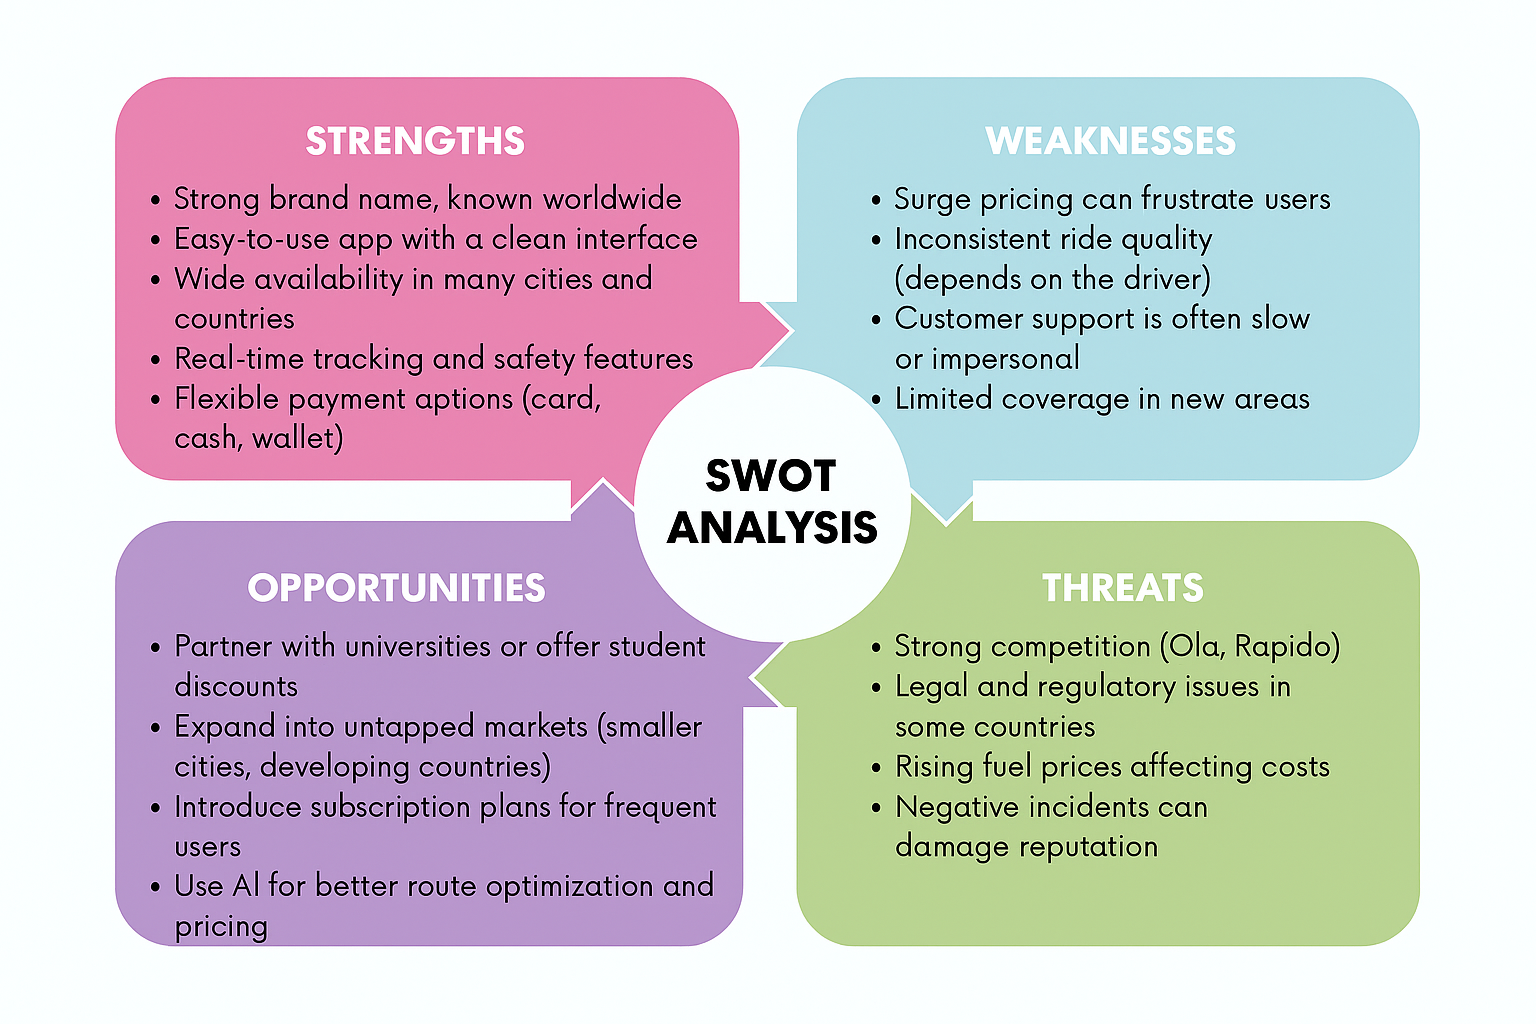 STRENGTHS
• Strong brand name, known worldwide
• Easy-to-use app with a clean interface
• Wide availability in many cities and
countries
• Real-time tracking and safety features
• Flexible payment aptions (card,
cash, wallet)
WEAKNESSES
• Surge pricing can frustrate users
• Inconsistent ride quality
(depends on the driver)
• Customer support is often slow
or impersonal
• Limited coverage in new areas
SWOT
ANALYSIS
OPPORTUNITIES
• Partner with universities or offer student
discounts
• Expand into untapped markets (smaller
cities, developing countries)
• Introduce subscription plans for frequent
users
• Use Al for better route optimization and
pricing
THREATS
• Strong competition (Ola, Rapido)
• Legal and regulatory issues in
some countries
• Rising fuel prices affecting costs
• Negative incidents can
damage reputation